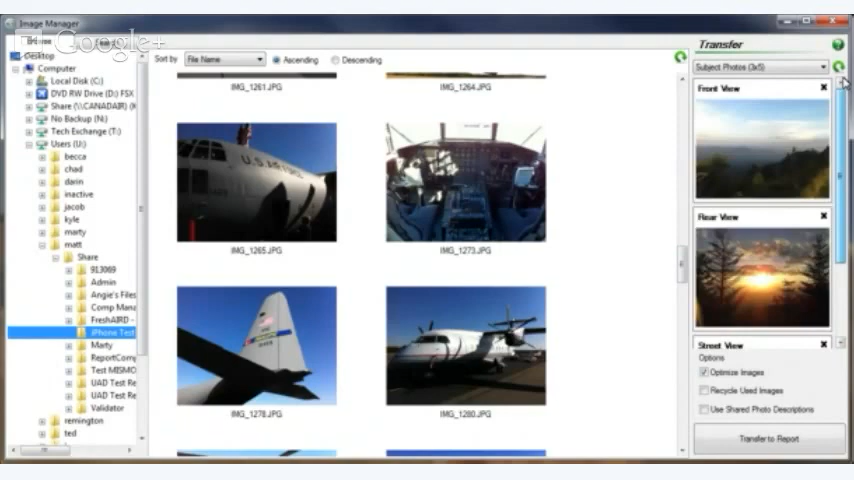 Image Manager
Google+
Desktop
Computer
Local Disk (C:)
DVD RW Drive (D:) FSX
Share (\\CANADAIR) (K
No Backup (N:)
Tech Exchange (T:)
Users (U:)
becca
chad
darin
inactive
jacob
kyle
marty
matt
Share
913069
Admin
Angie's Files
Comp Mana
FreshAIRD -
iPhone Test
Marty
ReportComp
Test MISMO
UAD Test Re
UAD Test Re
Validator
remington
ted
Sort by
File Name
Ascending
Descending
IMG_1261.JPG
IMG_1264.JPG
U.S. AIR FORCE
IMG_1265.JPG
IMG_1273.JPG
IMG_1278.JPG
IMG_1280.JPG
Transfer
Subject Photos (3x5)
Front View
Rear View
Street View
Options
Optimize Images
Recycle Used Images
Use Shared Photo Descriptions
Transfer to Report